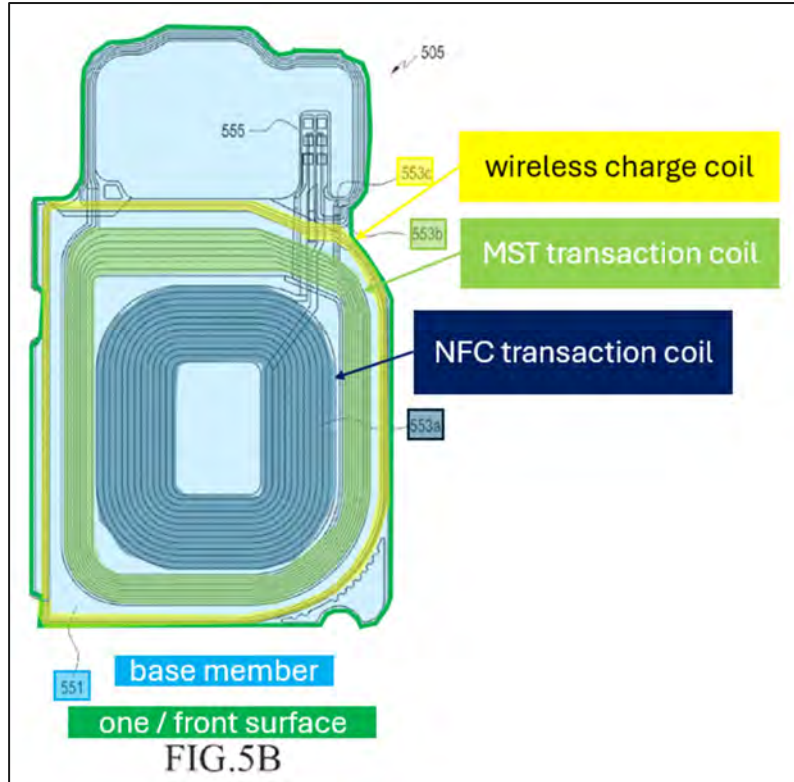 505
555
wireless charge coil
553c
553b
MST transaction coil
NFC transaction coil
553a
base member
551
one / front surface
FIG.5B